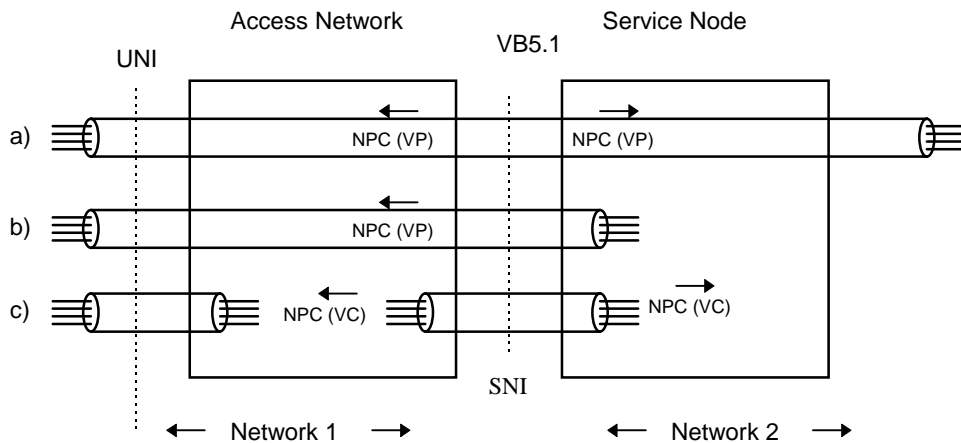 Access Network
Service Node
VB5.1
UNI
a)
NPC (VP)
NPC (VP)
b)
NPC (VP)
c)
NPC (VC)
NPC (VC)
SNI
Network 1
Network 2